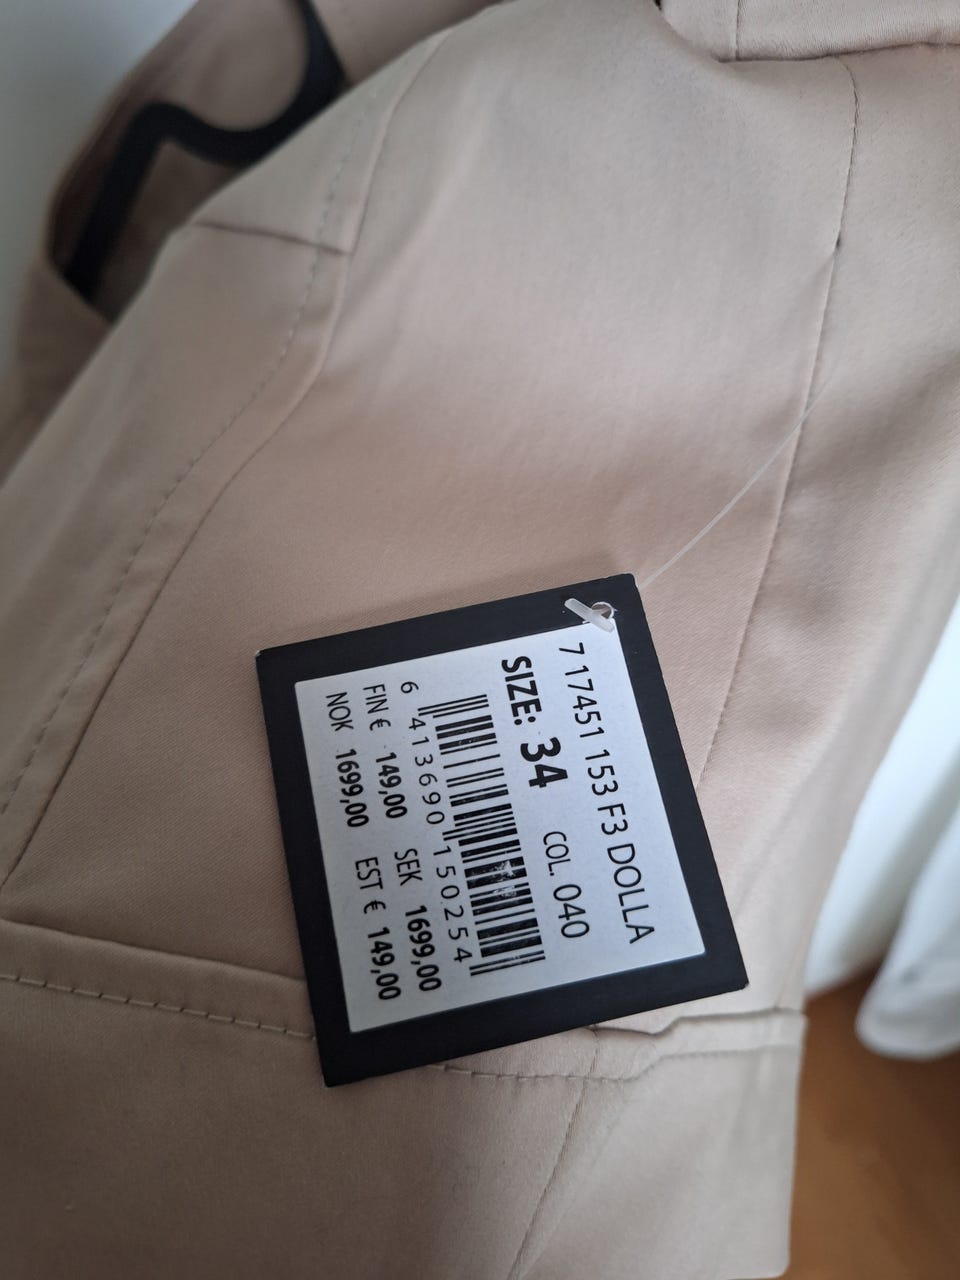 7 17451 153 F3 DOLLA
SIZE: 34 COL. 040
6 413690 150254
FIN € 149,00 SEK 1699,00
NOK 1699,00 EST € 149,00